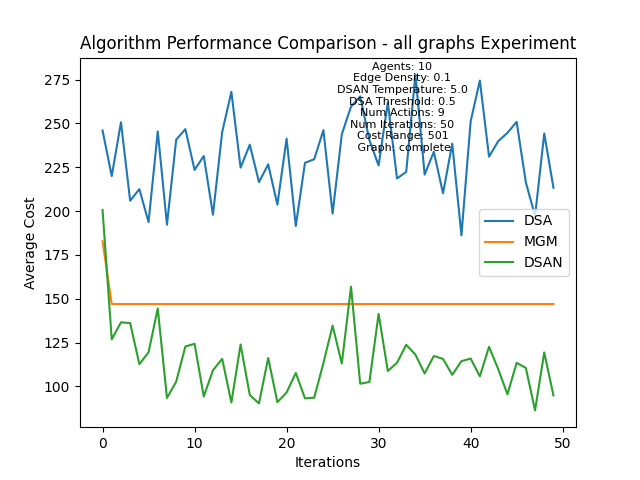 Algorithm Performance Comparison - all graphs Experiment
Agents: 10
Edge Density: 0.1
DSAN Temperature: 5.0
DSA Threshold: 0.5
Num Actions: 9
Num Iterations: 50
Cost Range: 501
Graph: complete
275
250
225
200
175
150
125
100
Average Cost
DSA
MGM
DSAN
0 10 20 30 40 50
Iterations